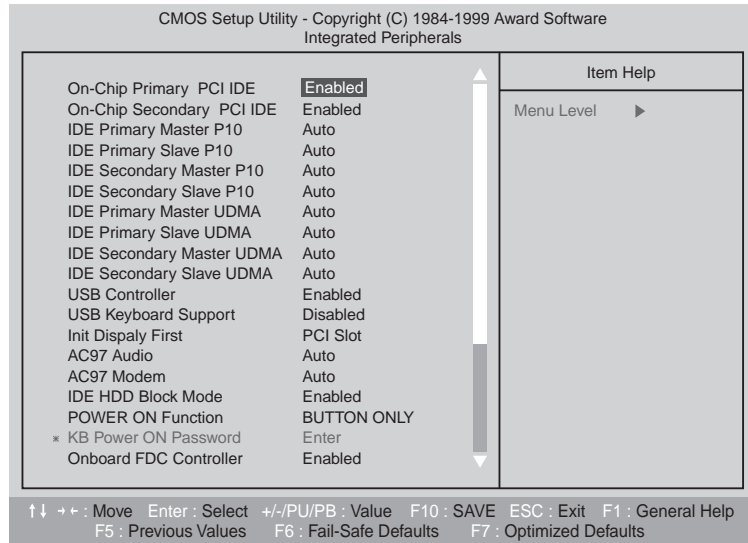 CMOS Setup Utility - Copyright (C) 1984-1999 Award Software
Integrated Peripherals
On-Chip Primary PCI IDE Enabled
On-Chip Secondary PCI IDE Enabled
IDE Primary Master P10 Auto
IDE Primary Slave P10 Auto
IDE Secondary Master P10 Auto
IDE Secondary Slave P10 Auto
IDE Primary Master UDMA Auto
IDE Primary Slave UDMA Auto
IDE Secondary Master UDMA Auto
IDE Secondary Slave UDMA Auto
USB Controller Enabled
USB Keyboard Support Disabled
Init Dispaly First PCI Slot
AC97 Audio Auto
AC97 Modem Auto
IDE HDD Block Mode Enabled
POWER ON Function BUTTON ONLY
* KB Power ON Password Enter
Onboard FDC Controller Enabled
Item Help
Menu Level ▶
↑↓ →← : Move Enter : Select +/-/PU/PB : Value F10 : SAVE ESC : Exit F1 : General Help
F5 : Previous Values F6 : Fail-Safe Defaults F7 : Optimized Defaults